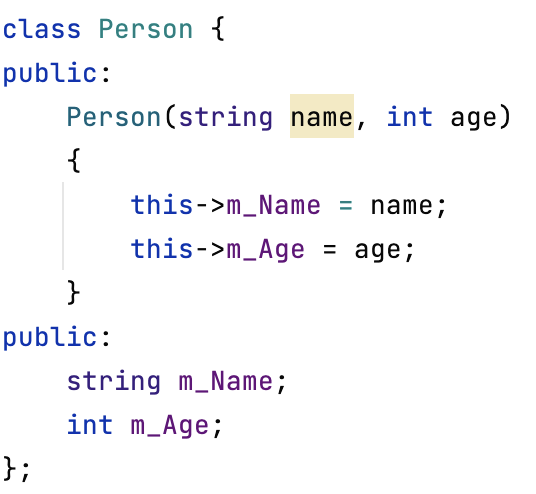 class Person {
public:
    Person(string name, int age)
    {
        this->m_Name = name;
        this->m_Age = age;
    }
public:
    string m_Name;
    int m_Age;
};